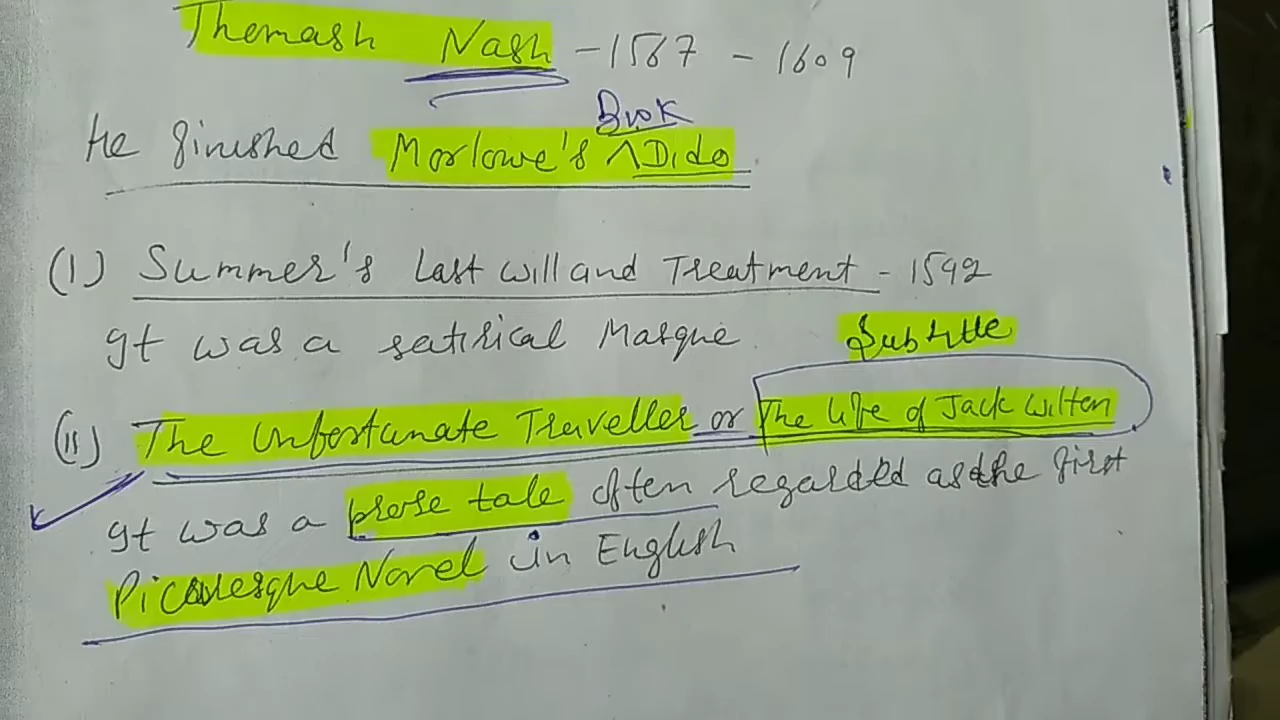 Themash Nash - 1567 - 1609
Book
He finished Marlowe's ^ Dido
(I) Summer's Last will and Treatment - 1592
It was a satirical Masque
Subtitle
(II) The Unfortunate Traveller or The life of Jack Wilton
It was a prose tale often regarded as the first
Picaresque Novel in English